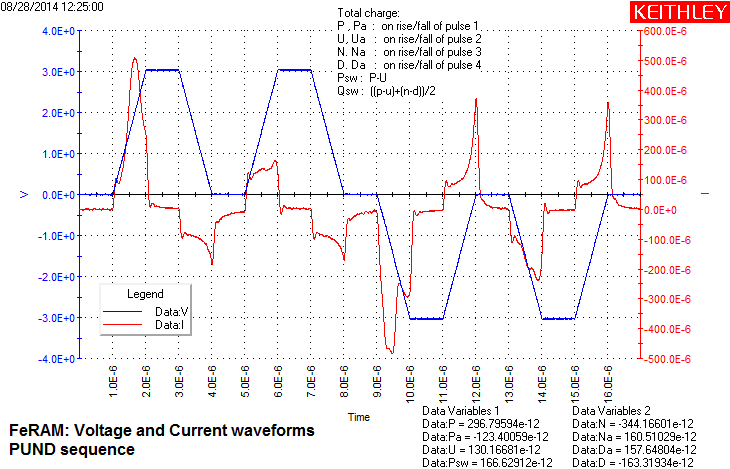 08/28/2014 12:25:00
KEITHLEY
Total charge:
P , Pa : on rise/fall of pulse 1
U, Ua : on rise/fall of pulse 2
N. Na : on rise/fall of pulse 3
D. Da : on rise/fall of pulse 4
Psw : P-U
Qsw : ((p-u)+(n-d))/2
4.0E+0
3.0E+0
2.0E+0
1.0E+0
0.0E+0
-1.0E+0
-2.0E+0
-3.0E+0
-4.0E+0
V
600.0E-6
500.0E-6
400.0E-6
300.0E-6
200.0E-6
100.0E-6
0.0E+0
-100.0E-6
-200.0E-6
-300.0E-6
-400.0E-6
-500.0E-6
I
Legend
Data:V
Data:I
1.0E-6
2.0E-6
3.0E-6
4.0E-6
5.0E-6
6.0E-6
7.0E-6
8.0E-6
9.0E-6
10.0E-6
11.0E-6
12.0E-6
13.0E-6
14.0E-6
15.0E-6
16.0E-6
Time
FeRAM: Voltage and Current waveforms
PUND sequence
Data Variables 1
Data:P = 296.79594e-12
Data:Pa = -123.40059e-12
Data:U = 130.16681e-12
Data:Psw = 166.62912e-12
Data Variables 2
Data:N = -344.16601e-12
Data:Na = 160.51029e-12
Data:Da = 157.64804e-12
Data:D = -163.31934e-12